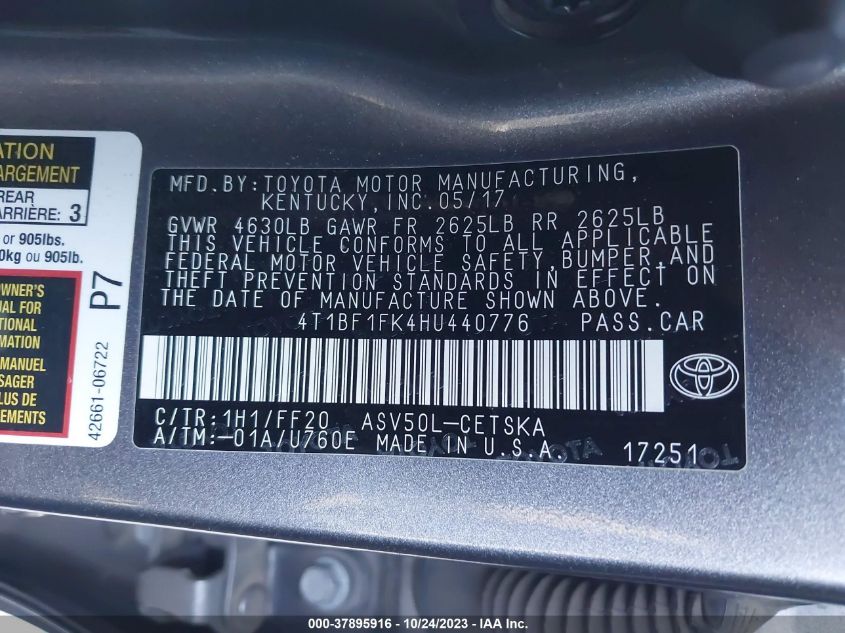 ATION
ARGEMENT
REAR
ARRIÈRE: 3
or 905lbs.
0kg ou 905lb.
OWNER'S
UAL FOR
TIONAL
MATION
MANUEL
SAGER
PLUS DE
NEMENTS
P7
42661-06722
MFD.BY:TOYOTA MOTOR MANUFACTURING,
KENTUCKY,INC.05/17
GVWR 4630LB GAWR FR 2625LB RR 2625LB
THIS VEHICLE CONFORMS TO ALL APPLICABLE
FEDERAL MOTOR VEHICLE SAFETY,BUMPER,AND
THEFT PREVENTION STANDARDS IN EFFECT ON
THE DATE OF MANUFACTURE SHOWN ABOVE.
4T1BF1FK4HU440776 PASS.CAR
C/TR:1H1/FF20 ASV50L-CETSKA
A/TM:-01A/U760E MADE IN U.S.A. 17251
TOYOTA
000-37895916 - 10/24/2023 - IAA Inc.